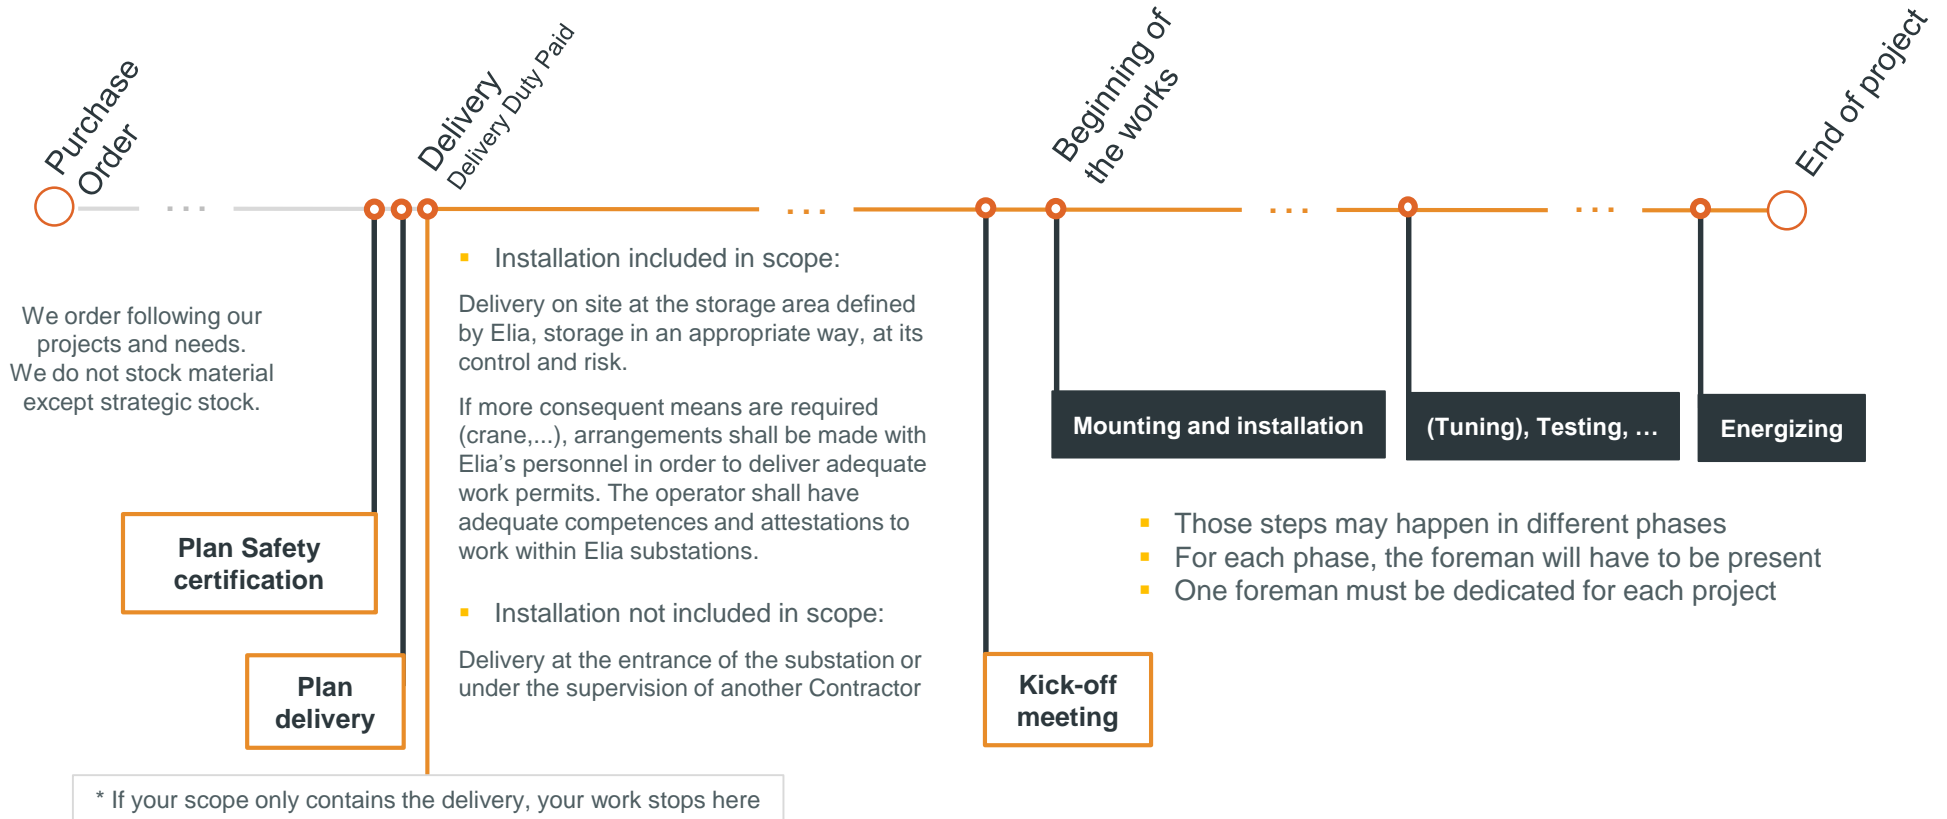 Purchase
Order
Delivery
Delivery Duty Paid
Beginning of
the works
End of project
...
...
...
...
We order following our
projects and needs.
We do not stock material
except strategic stock.
Installation included in scope:
Delivery on site at the storage area defined
by Elia, storage in an appropriate way, at its
control and risk.
If more consequent means are required
(crane,...), arrangements shall be made with
Elia’s personnel in order to deliver adequate
work permits. The operator shall have
adequate competences and attestations to
work within Elia substations.
Installation not included in scope:
Delivery at the entrance of the substation or
under the supervision of another Contractor
Plan Safety
certification
Plan
delivery
* If your scope only contains the delivery, your work stops here
Kick-off
meeting
Mounting and installation
(Tuning), Testing, …
Energizing
Those steps may happen in different phases
For each phase, the foreman will have to be present
One foreman must be dedicated for each project